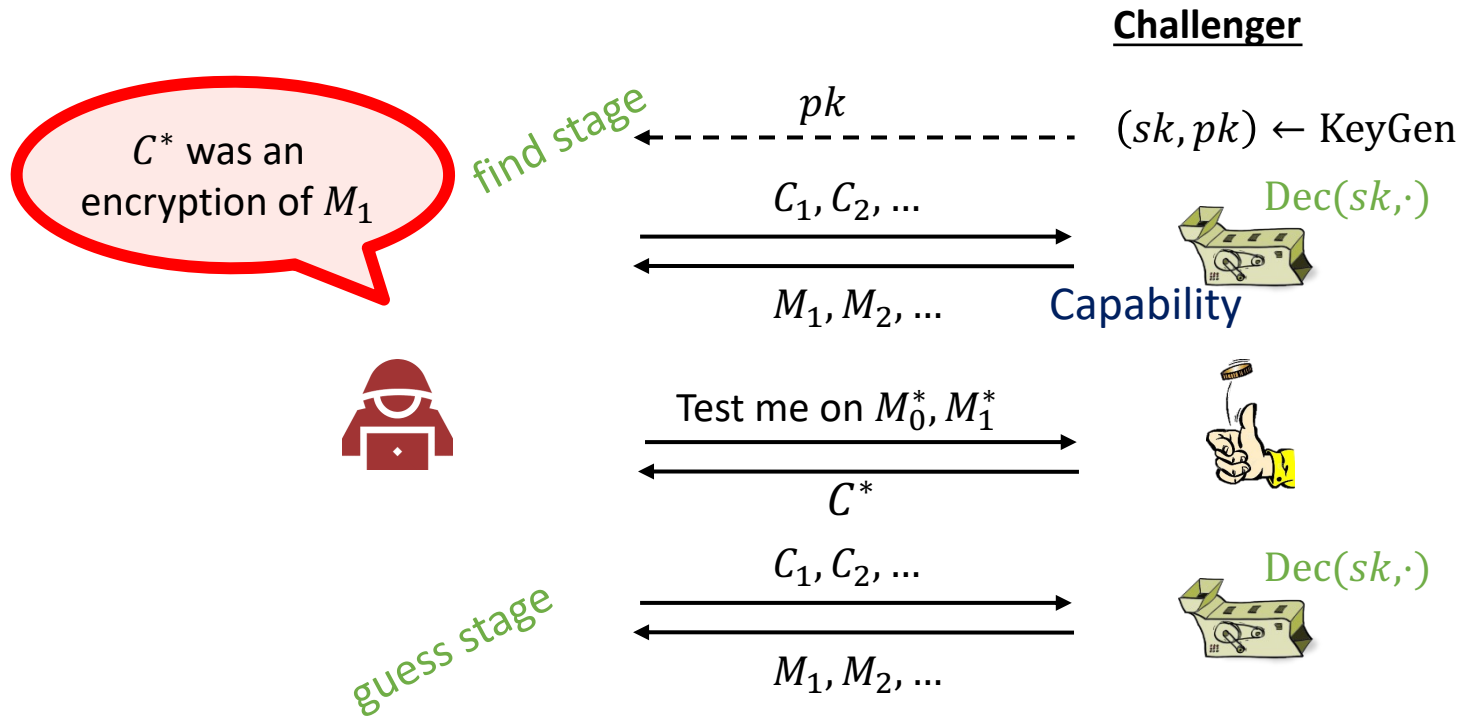 Challenger
pk
(sk, pk) ← KeyGen
find stage
C* was an
encryption of M₁
C₁, C₂, …
Dec(sk,·)
M₁, M₂, …
Capability
Test me on M₀*, M₁*
C*
C₁, C₂, …
Dec(sk,·)
guess stage
M₁, M₂, …